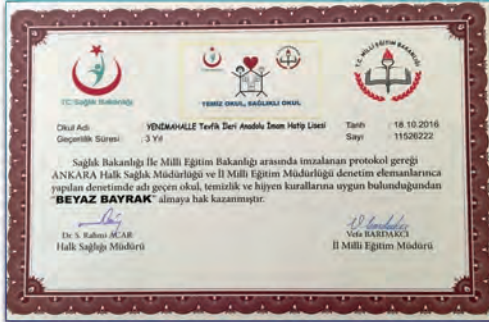 T.C. Sağlık Bakanlığı
T.C. MİLLÎ EĞİTİM BAKANLIĞI
TEMİZ OKUL, SAĞLIKLI OKUL
Okul Adı YENİMAHALLE Tevfik İleri Anadolu İmam Hatip Lisesi Tarih : 18.10.2016
Geçerlilik Süresi : 3 Yıl Sayı : 11526222
Sağlık Bakanlığı İle Milli Eğitim Bakanlığı arasında imzalanan protokol gereği
ANKARA Halk Sağlığı Müdürlüğü ve İl Milli Eğitim Müdürlüğü denetim elemanlarınca
yapılan denetimde adı geçen okul, temizlik ve hijyen kurallarına uygun bulunduğundan
"BEYAZ BAYRAK" almaya hak kazanmıştır.
Dr. S. Rahmi ACAR Vefa BARDAKCI
Halk Sağlığı Müdürü İl Milli Eğitim Müdürü